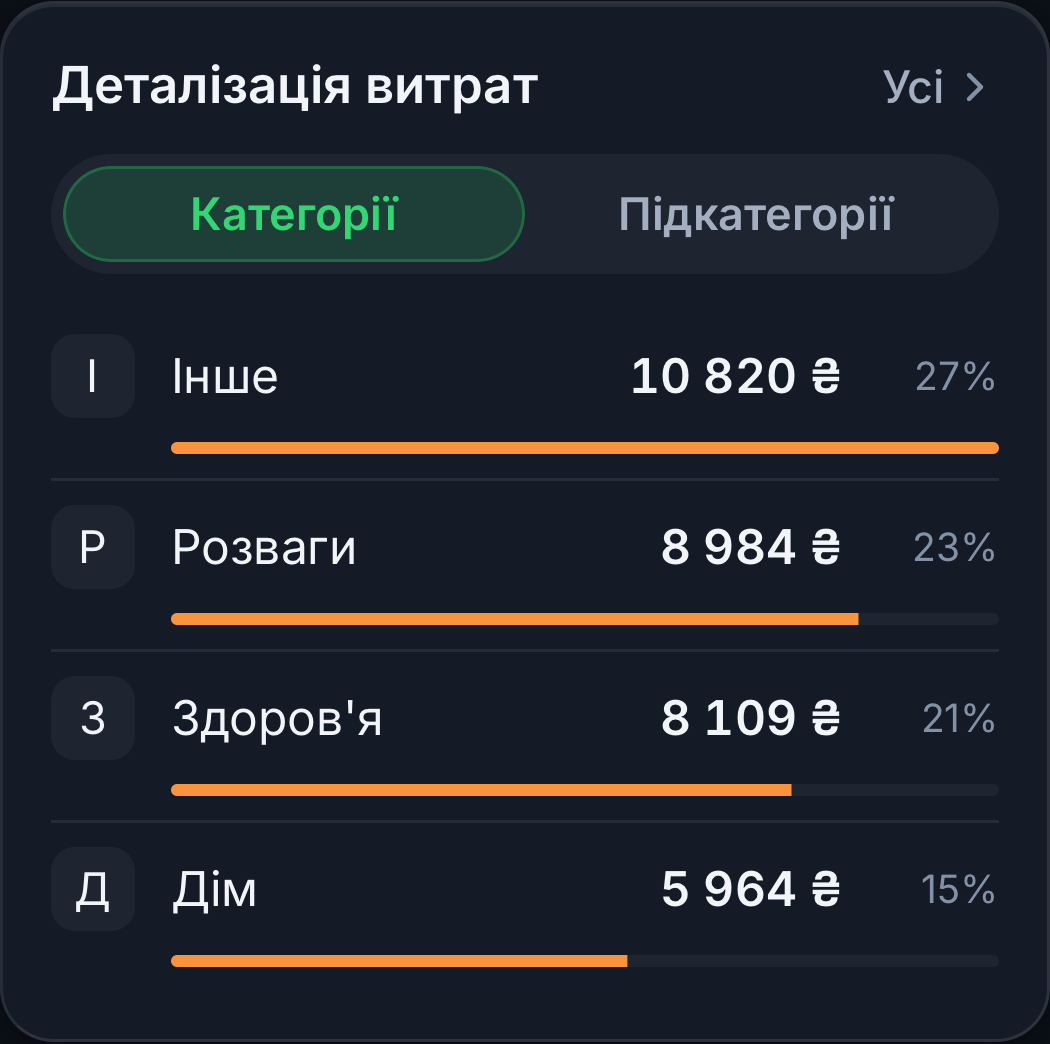 Деталізація витрат Усі
Категорії Підкатегорії
І Інше 10 820 ₴ 27%
Р Розваги 8 984 ₴ 23%
З Здоров'я 8 109 ₴ 21%
Д Дім 5 964 ₴ 15%